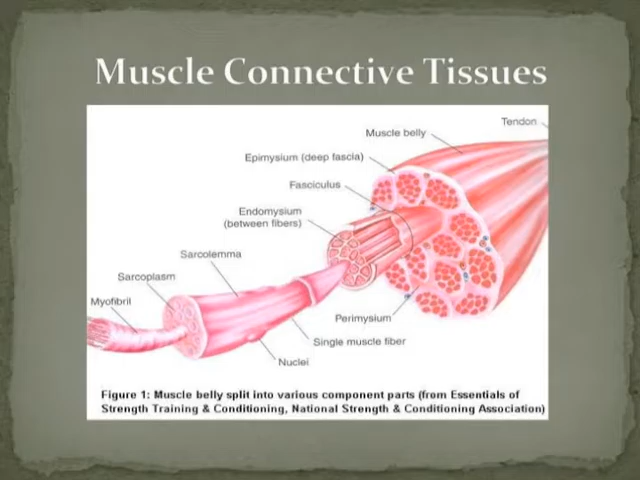 Muscle Connective Tissues
Tendon
Muscle belly
Epimysium (deep fascia)
Fasciculus
Endomysium
(between fibers)
Sarcolemma
Sarcoplasm
Myofibril
Perimysium
Single muscle fiber
Nuclei
Figure 1: Muscle belly split into various component parts (from Essentials of
Strength Training & Conditioning, National Strength & Conditioning Association)